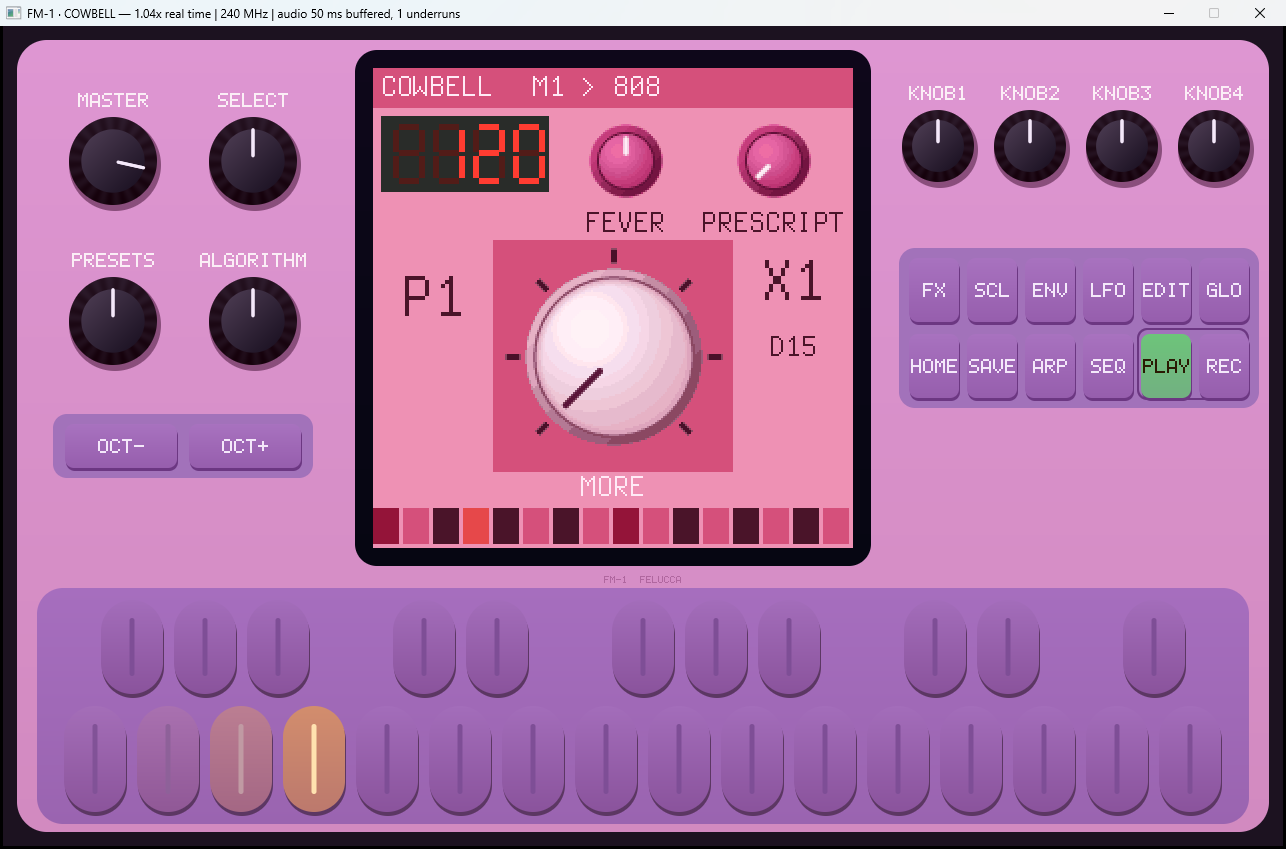 FM-1 · COWBELL — 1.04x real time | 240 MHz | audio 50 ms buffered, 1 underruns
MASTER
SELECT
PRESETS
ALGORITHM
OCT-
OCT+
COWBELL M1 > 808
120
FEVER
PRESCRIPT
P1
X1
D15
MORE
KNOB1
KNOB2
KNOB3
KNOB4
FX
SCL
ENV
LFO
EDIT
GLO
HOME
SAVE
ARP
SEQ
PLAY
REC
FM-1 FELUCCA